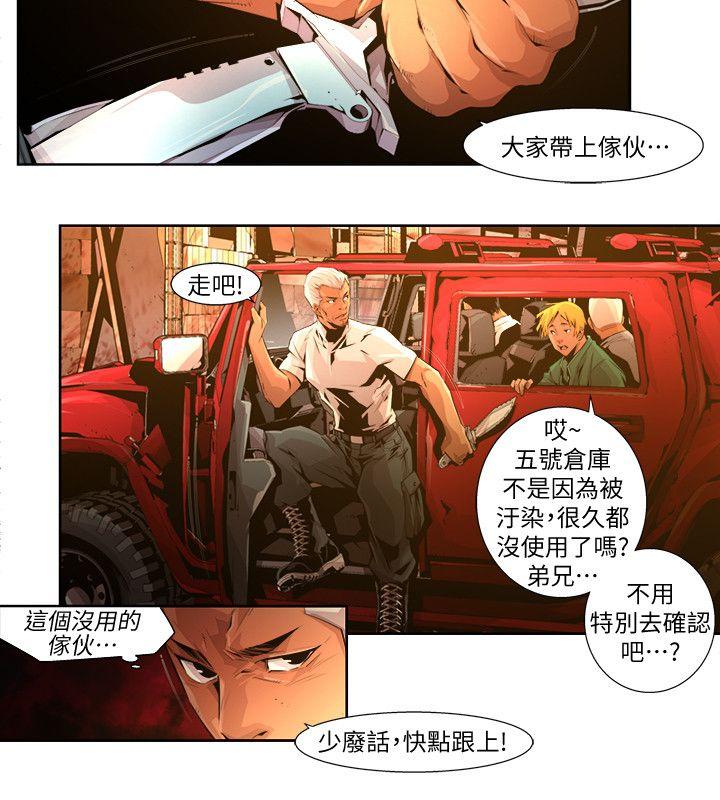 大家帶上傢伙…
走吧!
哎~
五號倉庫
不是因為被
汙染,很久都
沒使用了嗎?
弟兄…
不用
特別去確認
吧…?
這個沒用的
傢伙…
少廢話,快點跟上!